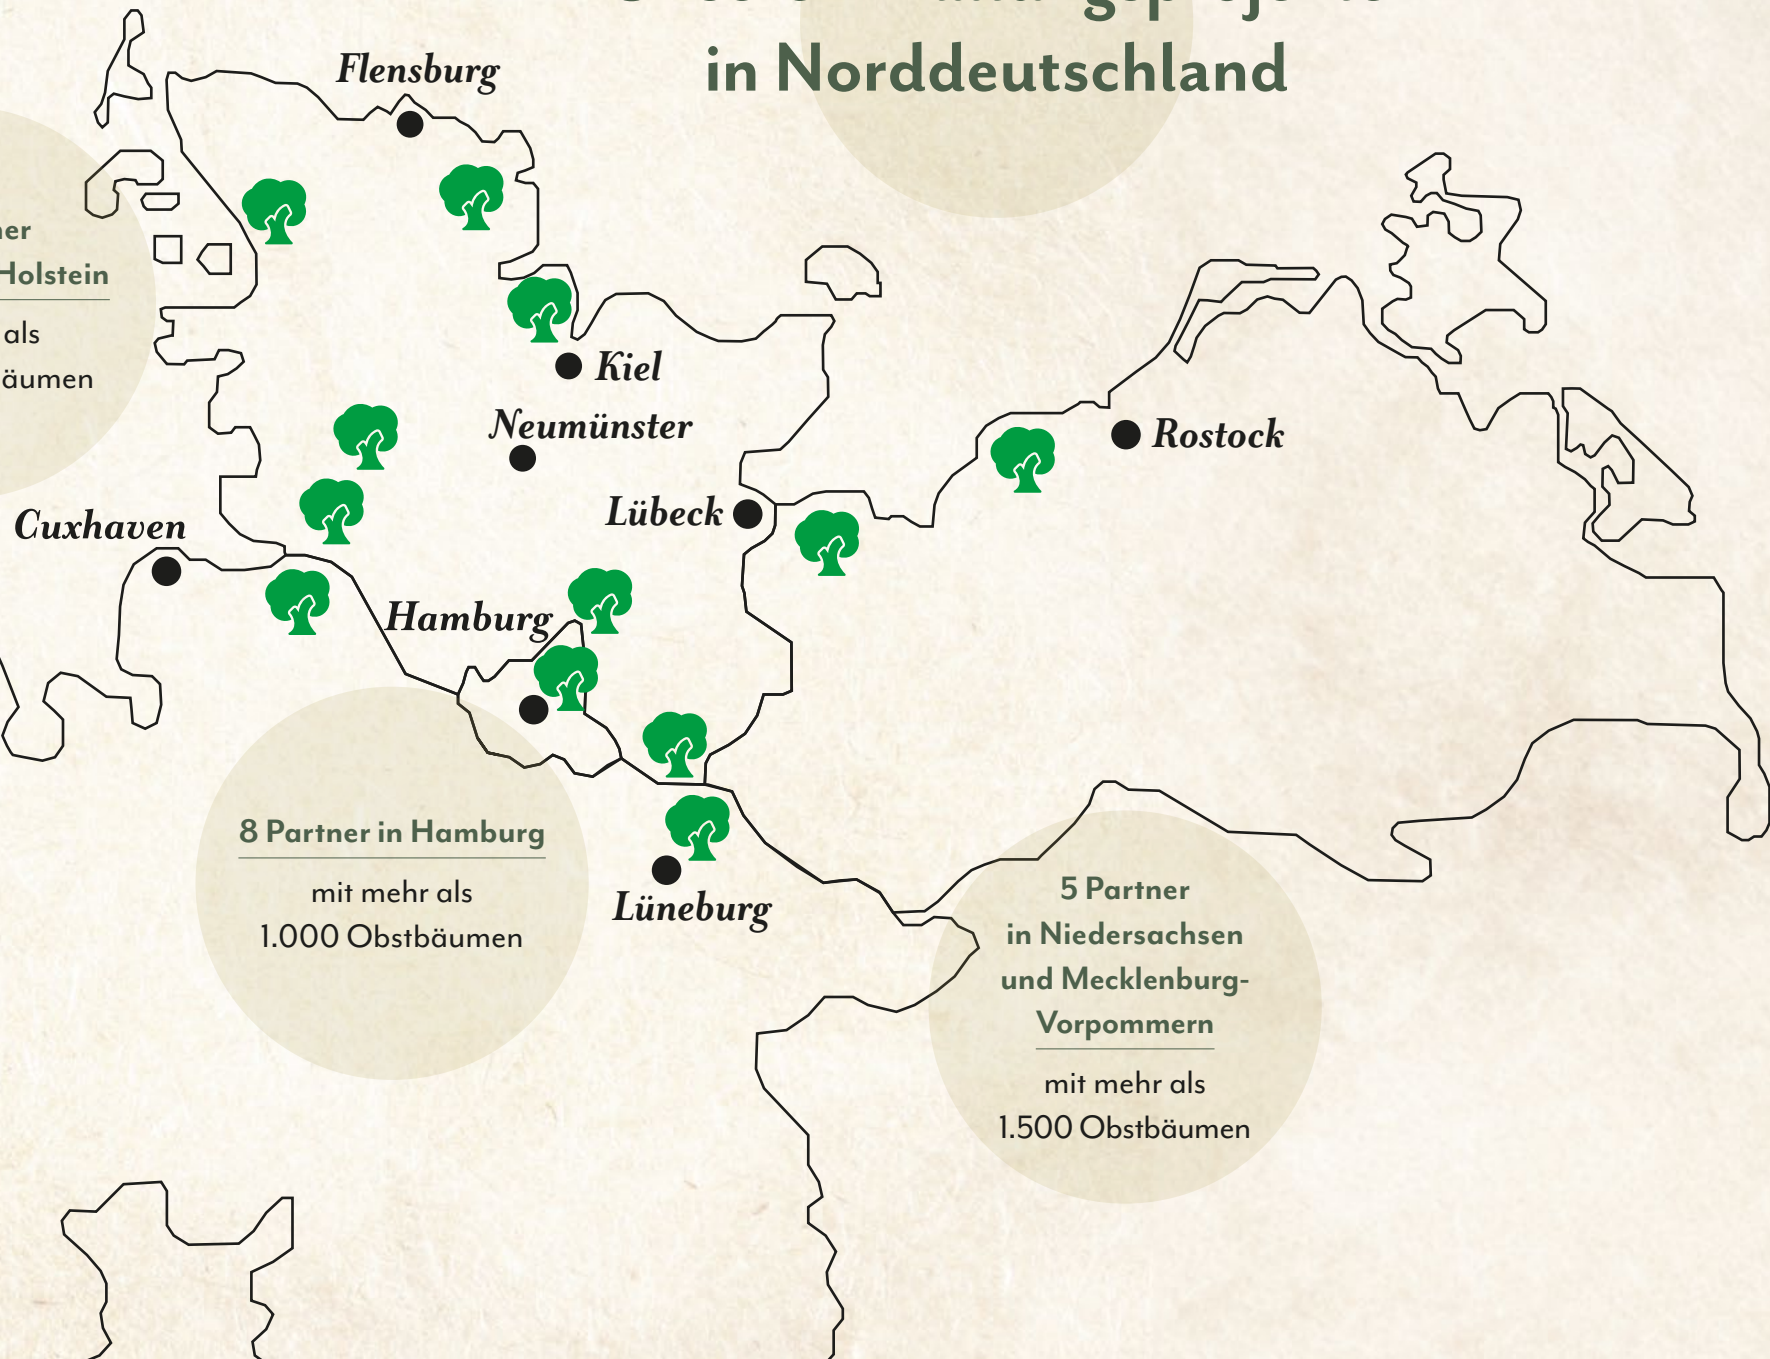 in Norddeutschland
Flensburg
Holstein
als
Kiel
Neumünster
Rostock
Lübeck
Cuxhaven
Hamburg
8 Partner in Hamburg
mit mehr als
1.000 Obstbäumen
Lüneburg
5 Partner
in Niedersachsen
und Mecklenburg-
Vorpommern
mit mehr als
1.500 Obstbäumen